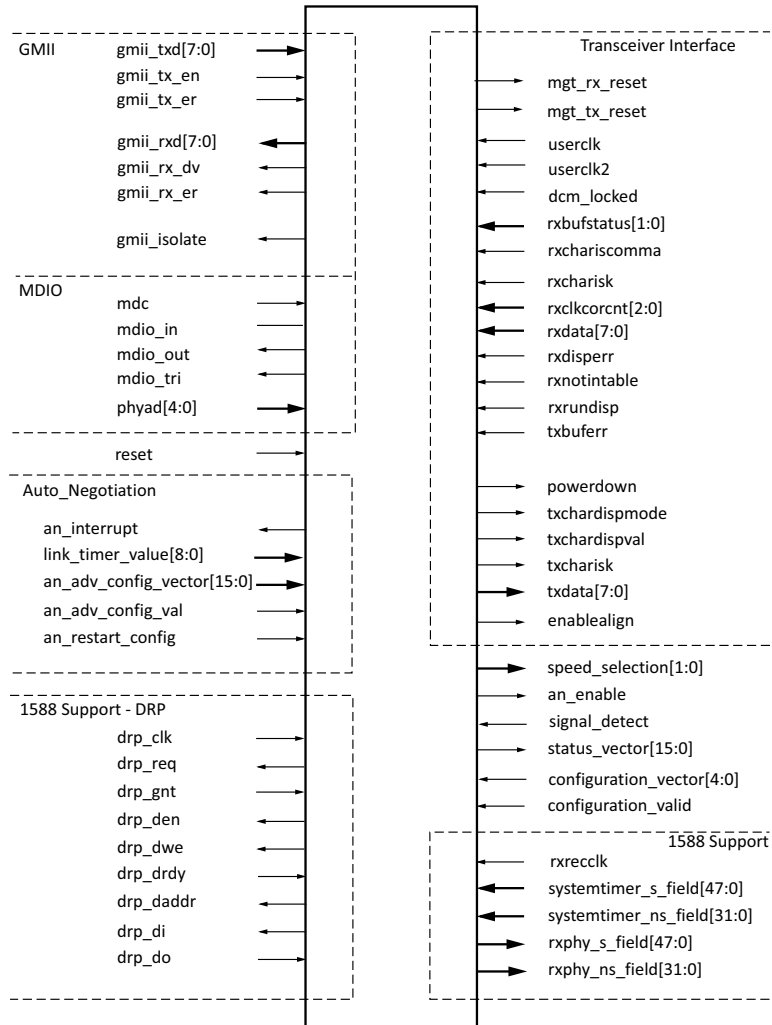 GMII
gmii_txd[7:0]
gmii_tx_en
gmii_tx_er
gmii_rxd[7:0]
gmii_rx_dv
gmii_rx_er
gmii_isolate
MDIO
mdc
mdio_in
mdio_out
mdio_tri
phyad[4:0]
reset
Auto_Negotiation
an_interrupt
link_timer_value[8:0]
an_adv_config_vector[15:0]
an_adv_config_val
an_restart_config
1588 Support - DRP
drp_clk
drp_req
drp_gnt
drp_den
drp_dwe
drp_drdy
drp_daddr
drp_di
drp_do
Transceiver Interface
mgt_rx_reset
mgt_tx_reset
userclk
userclk2
dcm_locked
rxbufstatus[1:0]
rxchariscomma
rxcharisk
rxclkcorcnt[2:0]
rxdata[7:0]
rxdisperr
rxnotintable
rxrundisp
txbuferr
powerdown
txchardispmode
txchardispval
txcharisk
txdata[7:0]
enablealign
speed_selection[1:0]
an_enable
signal_detect
status_vector[15:0]
configuration_vector[4:0]
configuration_valid
1588 Support
rxrecclk
systemtimer_s_field[47:0]
systemtimer_ns_field[31:0]
rxphy_s_field[47:0]
rxphy_ns_field[31:0]